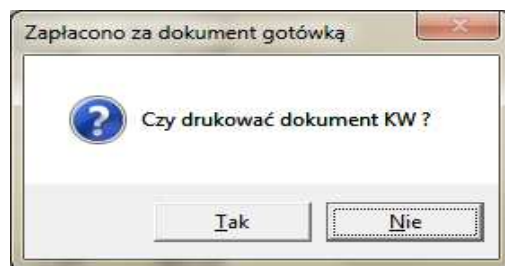 Zapłacono za dokument gotówką
Czy drukować dokument KW ?
Tak
Nie